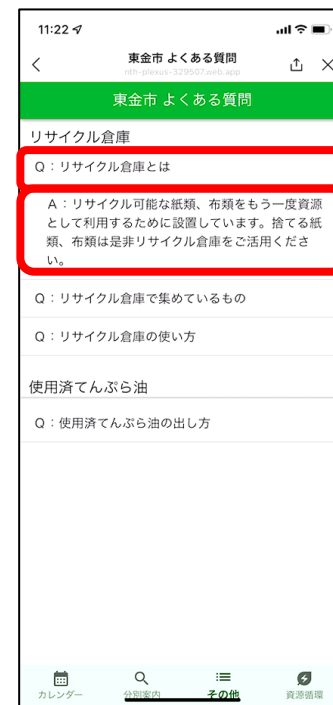 11:22
東金市 よくある質問
nth-plexus-329507.web.app
東金市 よくある質問
リサイクル倉庫
Q：リサイクル倉庫とは
A：リサイクル可能な紙類、布類をもう一度資源
として利用するために設置しています。捨てる紙
類、布類は是非リサイクル倉庫をご活用くださ
い。
Q：リサイクル倉庫で集めているもの
Q：リサイクル倉庫の使い方
使用済てんぷら油
Q：使用済てんぷら油の出し方
カレンダー 分別案内 その他 資源循環